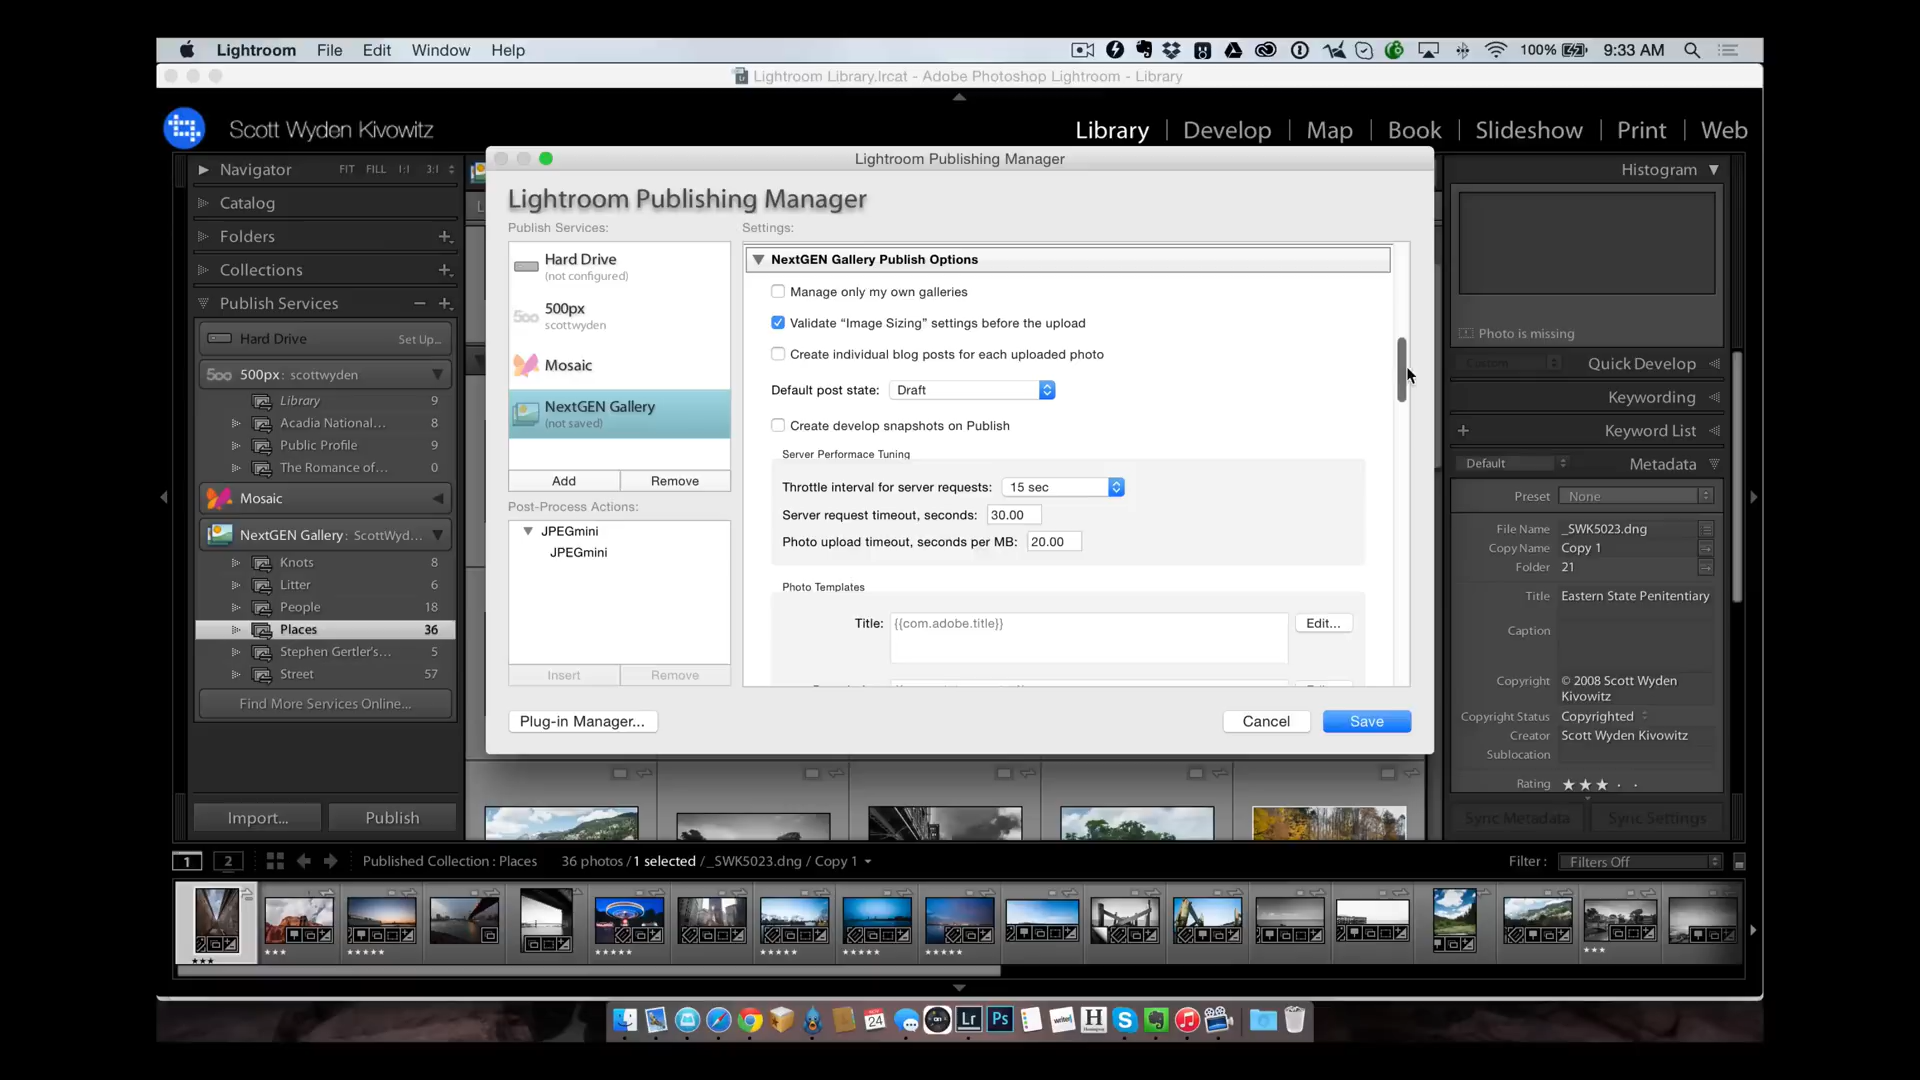 Lightroom File Edit Window Help 100% 9:33 AM
Lightroom Library.lrcat - Adobe Photoshop Lightroom - Library
Scott Wyden Kivowitz
Library | Develop | Map | Book | Slideshow | Print | Web
Navigator FIT FILL 1:1 3:1
Catalog
Folders
Collections
Publish Services
Hard Drive Set Up...
500px: scottwyden
Library 9
Acadia National... 8
Public Profile 9
The Romance of... 0
Mosaic
NextGEN Gallery: ScottWyd...
Knots 8
Litter 6
People 18
Places 36
Stephen Gertler's... 5
Street 57
Find More Services Online...
Import... Publish
Lightroom Publishing Manager
Lightroom Publishing Manager
Publish Services:
Hard Drive
(not configured)
500px
scottwyden
Mosaic
NextGEN Gallery
(not saved)
Add Remove
Post-Process Actions:
JPEGmini
JPEGmini
Insert Remove
Plug-in Manager...
Settings:
NextGEN Gallery Publish Options
Manage only my own galleries
Validate “Image Sizing” settings before the upload
Create individual blog posts for each uploaded photo
Default post state: Draft
Create develop snapshots on Publish
Server Performace Tuning
Throttle interval for server requests: 15 sec
Server request timeout, seconds: 30.00
Photo upload timeout, seconds per MB: 20.00
Photo Templates
Title: {{com.adobe.title}} Edit...
Cancel Save
Histogram
Photo is missing
Quick Develop
Keywording
Keyword List
Default Metadata
Preset None
File Name _SWK5023.dng
Copy Name Copy 1
Folder 21
Title Eastern State Penitentiary
Caption
Copyright © 2008 Scott Wyden
Kivowitz
Copyright Status Copyrighted
Creator Scott Wyden Kivowitz
Sublocation
Rating
Sync Metadata Sync Settings
1 2 Published Collection : Places 36 photos / 1 selected / _SWK5023.dng / Copy 1
Filter : Filters Off
24 Lr Ps H